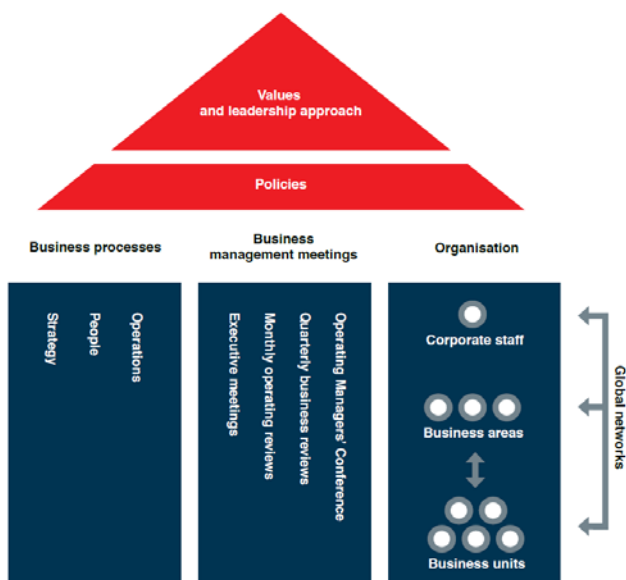 Values
and leadership approach
Policies
Business processes
Business
management meetings
Organisation
Strategy
People
Operations
Executive meetings
Monthly operating reviews
Quarterly business reviews
Operating Managers' Conference
Corporate staff
Business areas
Business units
Global networks